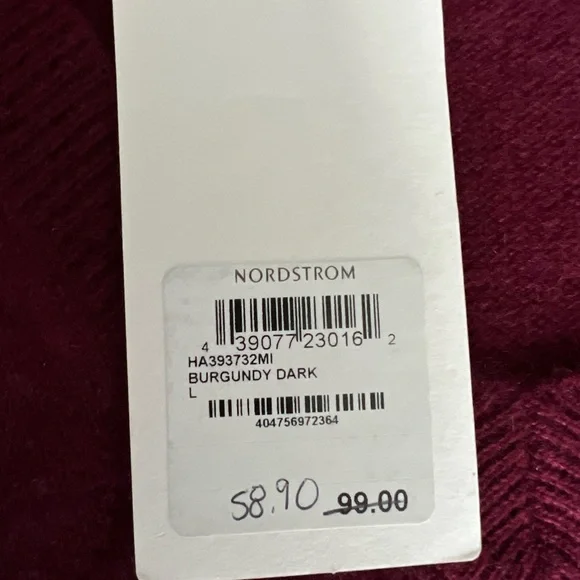 NORDSTROM
4 39077 23016 2
HA393732MI
BURGUNDY DARK
L
404756972364
58.90 99.00